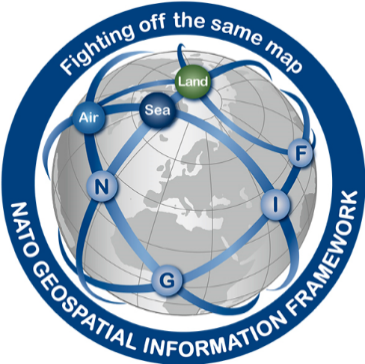 Fighting off the same map
Land
Air
Sea
F
N
I
G
NATO GEOSPATIAL INFORMATION FRAMEWORK